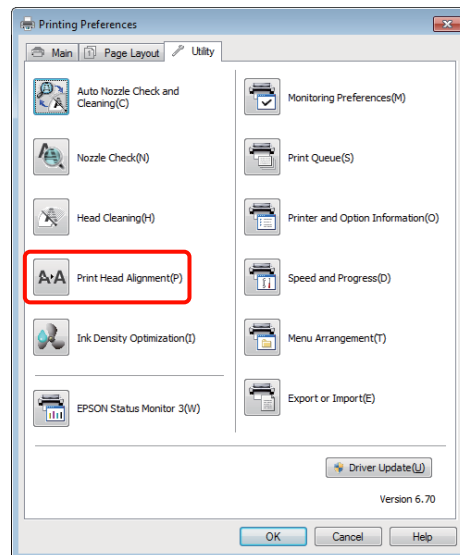 Printing Preferences
Main
Page Layout
Utility
Auto Nozzle Check and
Cleaning(C)
Nozzle Check(N)
Head Cleaning(H)
Print Head Alignment(P)
Ink Density Optimization(I)
EPSON Status Monitor 3(W)
Monitoring Preferences(M)
Print Queue(S)
Printer and Option Information(O)
Speed and Progress(D)
Menu Arrangement(T)
Export or Import(E)
Driver Update(U)
Version 6.70
OK
Cancel
Help